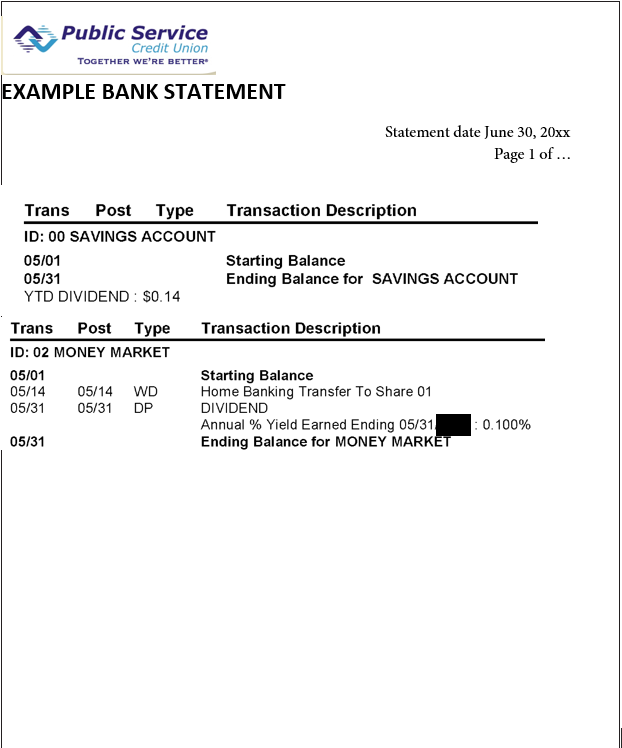 Public Service
Credit Union
TOGETHER WE'RE BETTER®
EXAMPLE BANK STATEMENT
Statement date June 30, 20xx
Page 1 of …
Trans Post Type Transaction Description
ID: 00 SAVINGS ACCOUNT
05/01 Starting Balance
05/31 Ending Balance for SAVINGS ACCOUNT
YTD DIVIDEND : $0.14
Trans Post Type Transaction Description
ID: 02 MONEY MARKET
05/01 Starting Balance
05/14 05/14 WD Home Banking Transfer To Share 01
05/31 05/31 DP DIVIDEND
Annual % Yield Earned Ending 05/31/ : 0.100%
05/31 Ending Balance for MONEY MARKET